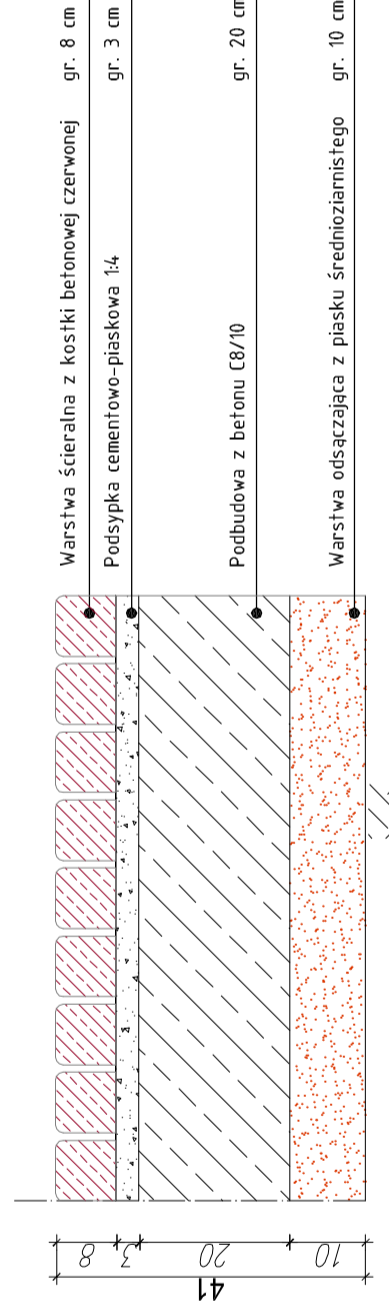 Warstwa ścieralna z kostki betonowej czerwonej gr. 8 cm
Podsypka cementowo-piaskowa 1:4 gr. 3 cm
Podbudowa z betonu C8/10 gr. 20 cm
Warstwa odsączająca z piasku średnioziarnistego gr. 10 cm
8
3
20
10
41